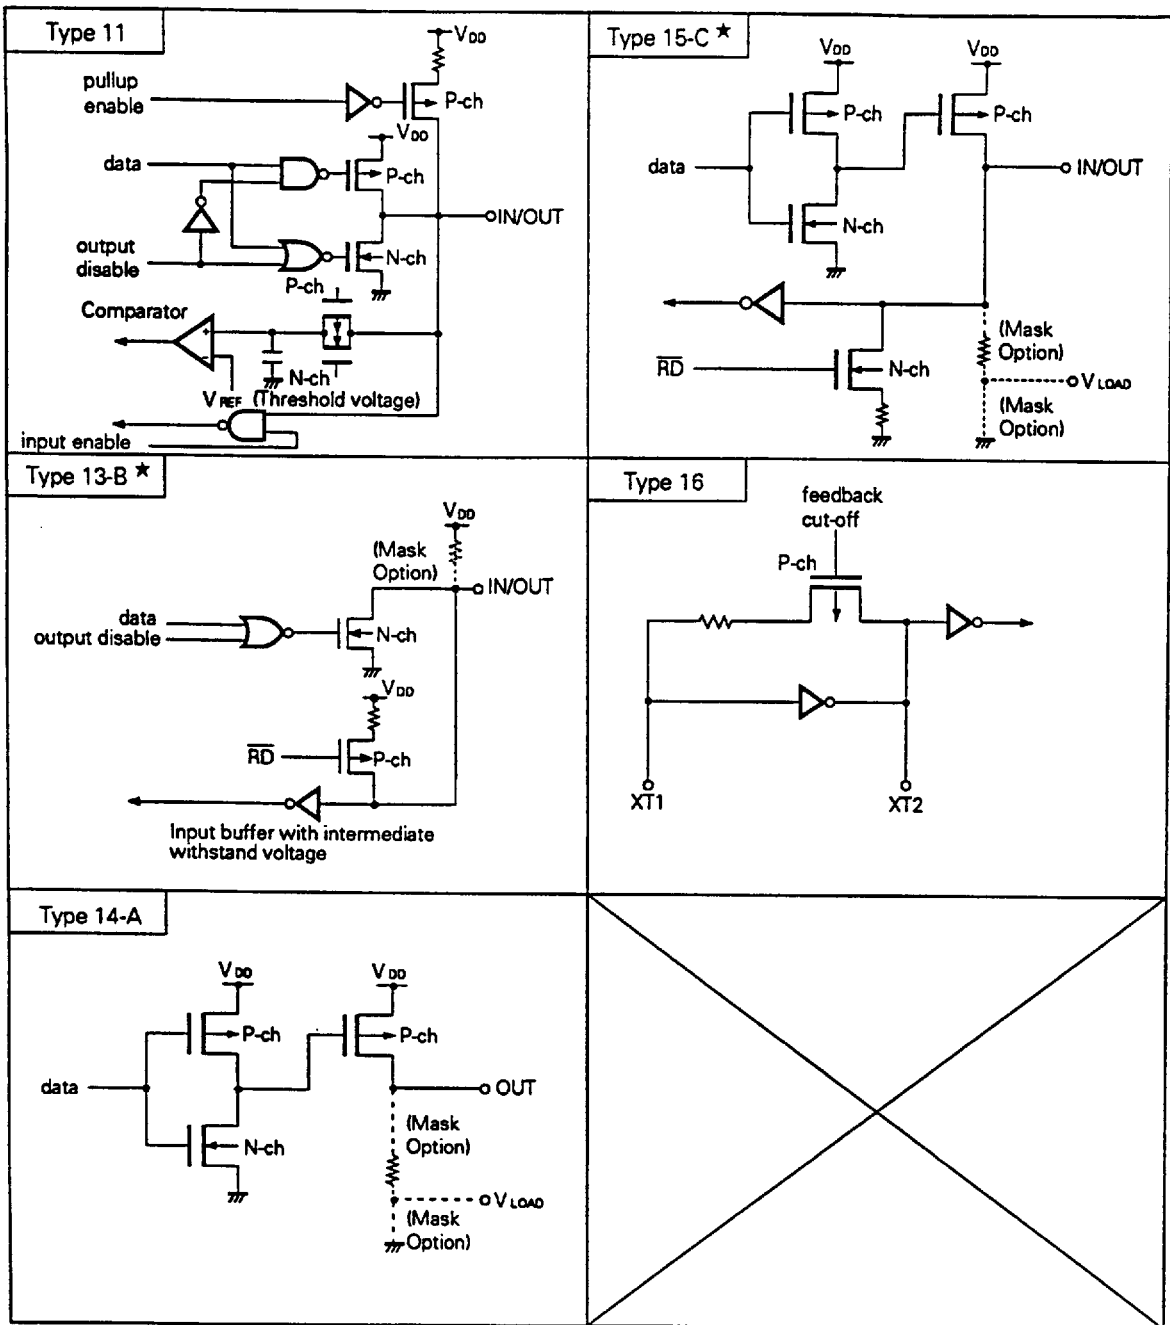 Type 11
VDD
pullup
enable
P-ch
VDD
data
P-ch
IN/OUT
output
disable
N-ch
P-ch
Comparator
+
−
N-ch
VREF (Threshold voltage)
input enable
Type 15-C ★
VDD
VDD
P-ch
P-ch
data
IN/OUT
N-ch
(Mask
Option)
RD
N-ch
VLOAD
(Mask
Option)
Type 13-B ★
VDD
(Mask
Option)
IN/OUT
data
output disable
N-ch
VDD
RD
P-ch
Input buffer with intermediate
withstand voltage
Type 16
feedback
cut-off
P-ch
XT1
XT2
Type 14-A
VDD
VDD
P-ch
P-ch
data
OUT
N-ch
(Mask
Option)
VLOAD
(Mask
Option)